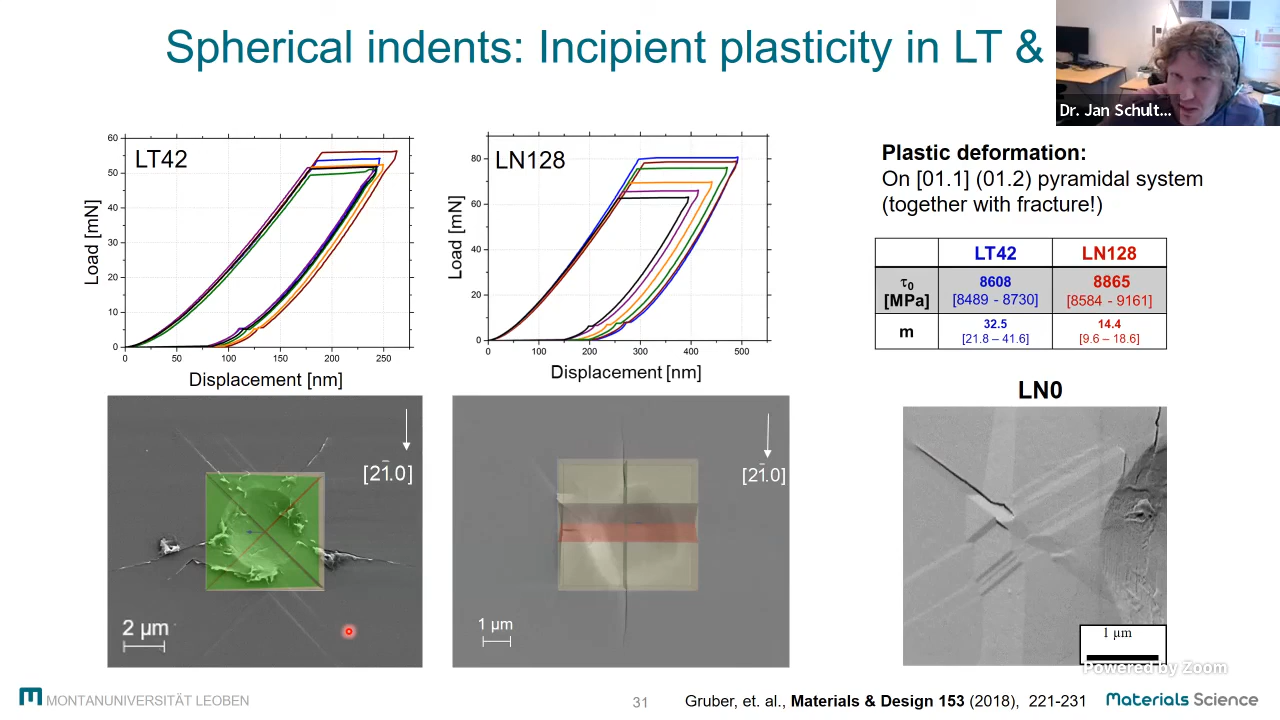 Spherical indents: Incipient plasticity in LT &
Dr. Jan Schult...
LT42
60
50
40
30
20
10
0
Load [mN]
0 50 100 150 200 250
Displacement [nm]
LN128
80
60
40
20
0
Load [mN]
0 100 200 300 400 500
Displacement [nm]
Plastic deformation:
On [01.1] (01.2) pyramidal system
(together with fracture!)
LT42 LN128
τ0 [MPa] 8608 [8489 - 8730] 8865 [8584 - 9161]
m 32.5 [21.8 – 41.6] 14.4 [9.6 – 18.6]
[21̄.0]
2 µm
[21̄.0]
1 µm
LN0
1 µm
Powered by Zoom
MONTANUNIVERSITÄT LEOBEN
31
Gruber, et. al., Materials & Design 153 (2018), 221-231
Materials Science